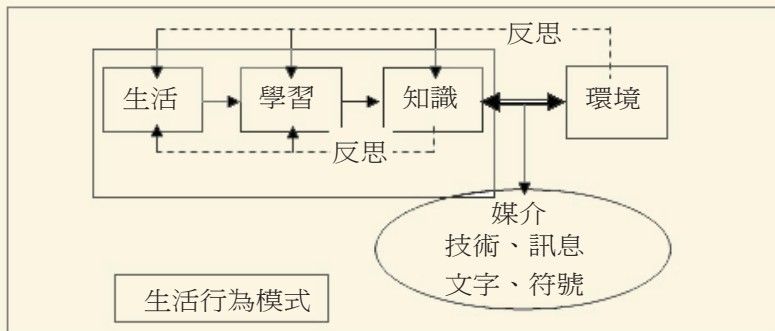 反思
生活
學習
知識
環境
反思
媒介
技術、訊息
文字、符號
生活行為模式